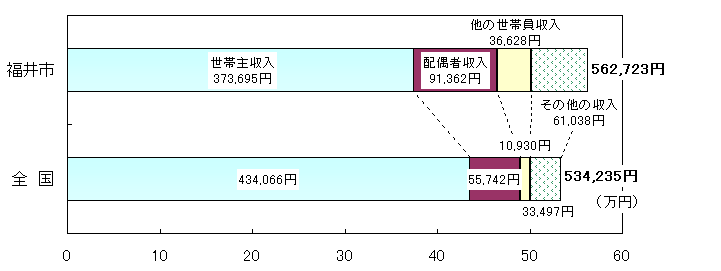 他の世帯員収入
36,628円
福井市
世帯主収入
373,695円
配偶者収入
91,362円
562,723円
その他の収入
61,038円
10,930円
全 国
434,066円
55,742円
534,235円
33,497円
(万円)
0 10 20 30 40 50 60